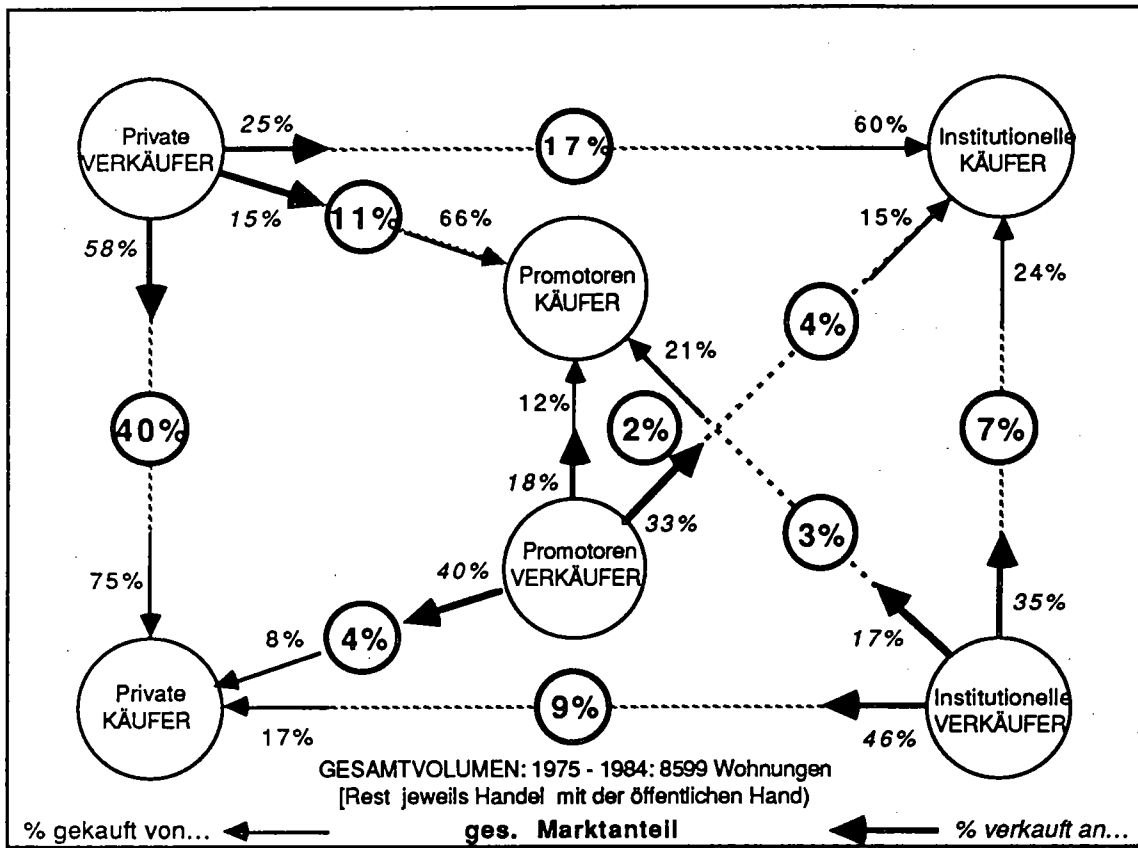 Private
VERKÄUFER
25%
17%
60%
Institutionelle
KÄUFER
15%
11%
66%
15%
58%
Promotoren
KÄUFER
24%
4%
21%
12%
2%
40%
7%
18%
33%
3%
Promotoren
VERKÄUFER
40%
75%
35%
17%
8%
4%
Private
KÄUFER
9%
Institutionelle
VERKÄUFER
17%
46%
GESAMTVOLUMEN: 1975 - 1984: 8599 Wohnungen
[Rest jeweils Handel mit der öffentlichen Hand)
% gekauft von... ges. Marktanteil % verkauft an...